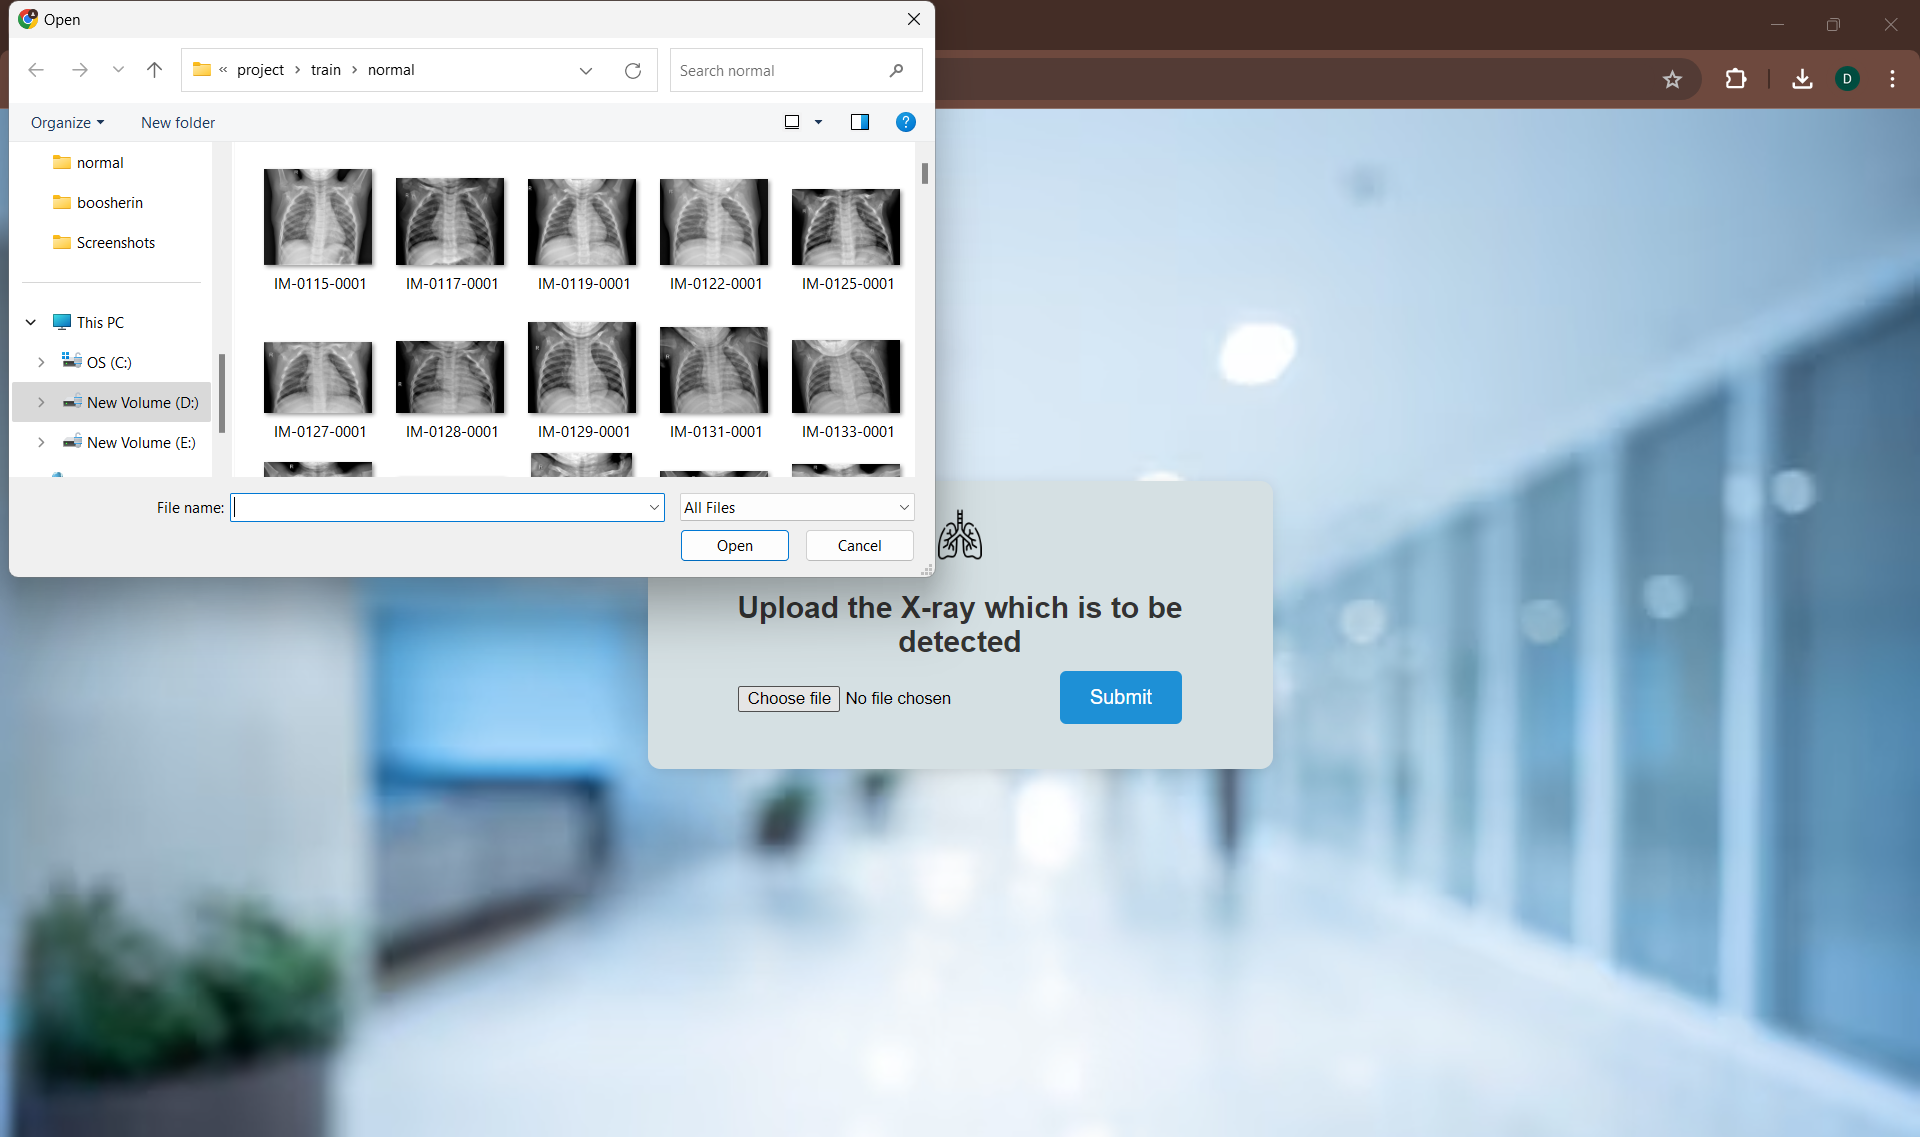 Open
« project › train › normal
Search normal
Organize
New folder
?
D
normal
boosherin
Screenshots
This PC
OS (C:)
New Volume (D:)
New Volume (E:)
IM-0115-0001 IM-0117-0001 IM-0119-0001 IM-0122-0001 IM-0125-0001
IM-0127-0001 IM-0128-0001 IM-0129-0001 IM-0131-0001 IM-0133-0001
File name:
All Files
Open
Cancel
Upload the X-ray which is to be
detected
Choose file No file chosen
Submit